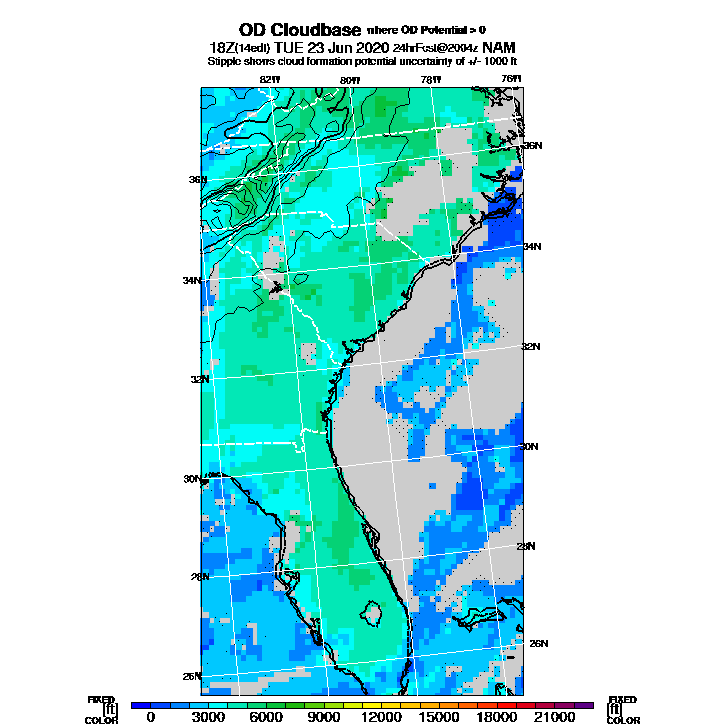 OD Cloudbase where OD Potential > 0
18Z(14edt) TUE 23 Jun 2020 24hrFcst@2004z NAM
Stipple shows cloud formation potential uncertainty of +/- 1000 ft
82W 80W 78W 76W
36N 36N
34N 34N
32N 32N
30N 30N
28N 28N
26N 26N
FIXED FIXED
[ft] 0 3000 6000 9000 12000 15000 18000 21000 [ft]
COLOR COLOR